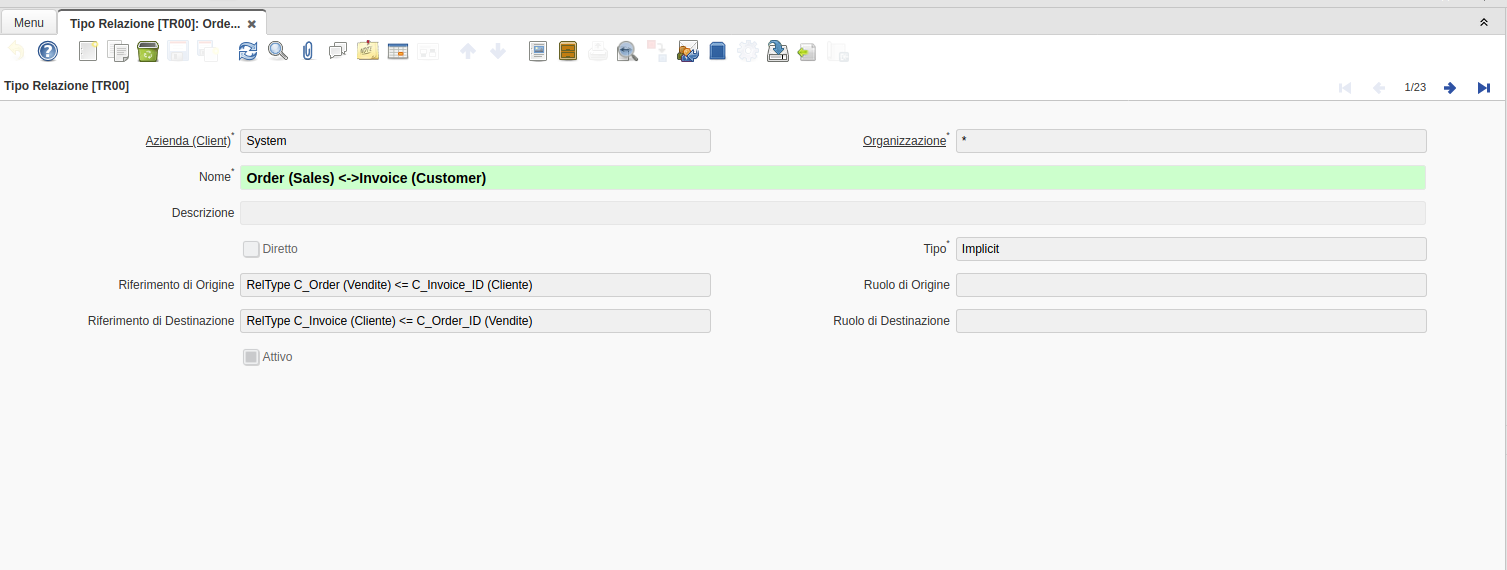 Menu
Tipo Relazione [TR00]: Orde...
Tipo Relazione [TR00]
1/23
Azienda (Client)* System
Organizzazione* *
Nome* Order (Sales) <->Invoice (Customer)
Descrizione
Diretto
Tipo* Implicit
Riferimento di Origine RelType C_Order (Vendite) <= C_Invoice_ID (Cliente)
Ruolo di Origine
Riferimento di Destinazione RelType C_Invoice (Cliente) <= C_Order_ID (Vendite)
Ruolo di Destinazione
Attivo